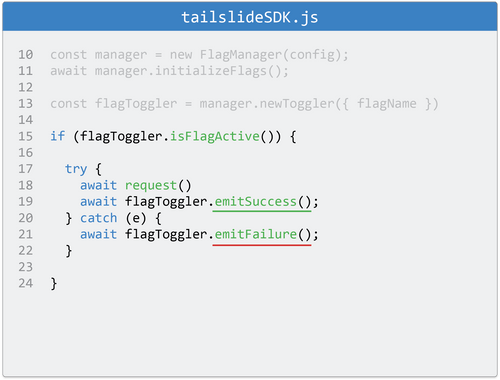 tailslideSDK.js
10 const manager = new FlagManager(config);
11 await manager.initializeFlags();
12
13 const flagToggler = manager.newToggler({ flagName })
14
15 if (flagToggler.isFlagActive()) {
16
17 try {
18 await request()
19 await flagToggler.emitSuccess();
20 } catch (e) {
21 await flagToggler.emitFailure();
22 }
23
24 }